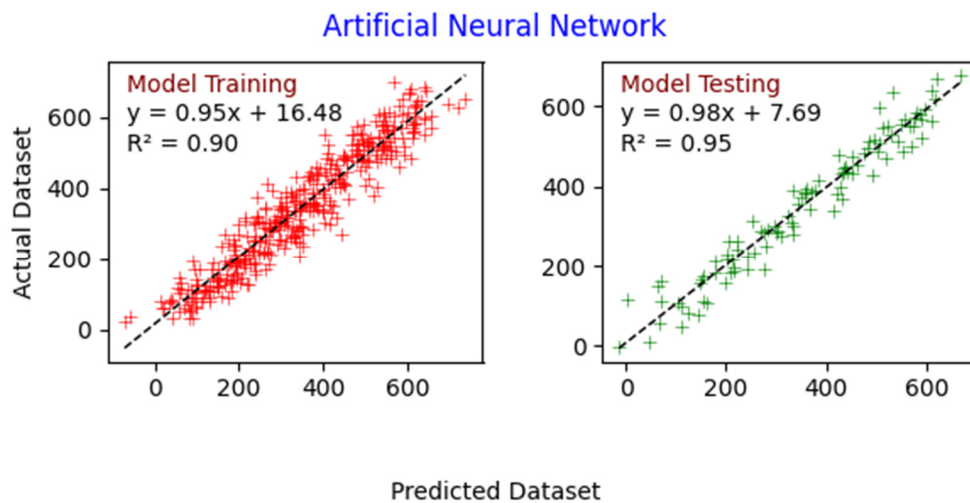 Artificial Neural Network
Model Training
y = 0.95x + 16.48
R² = 0.90
Actual Dataset
600
400
200
0
0 200 400 600
Model Testing
y = 0.98x + 7.69
R² = 0.95
600
400
200
0
0 200 400 600
Predicted Dataset